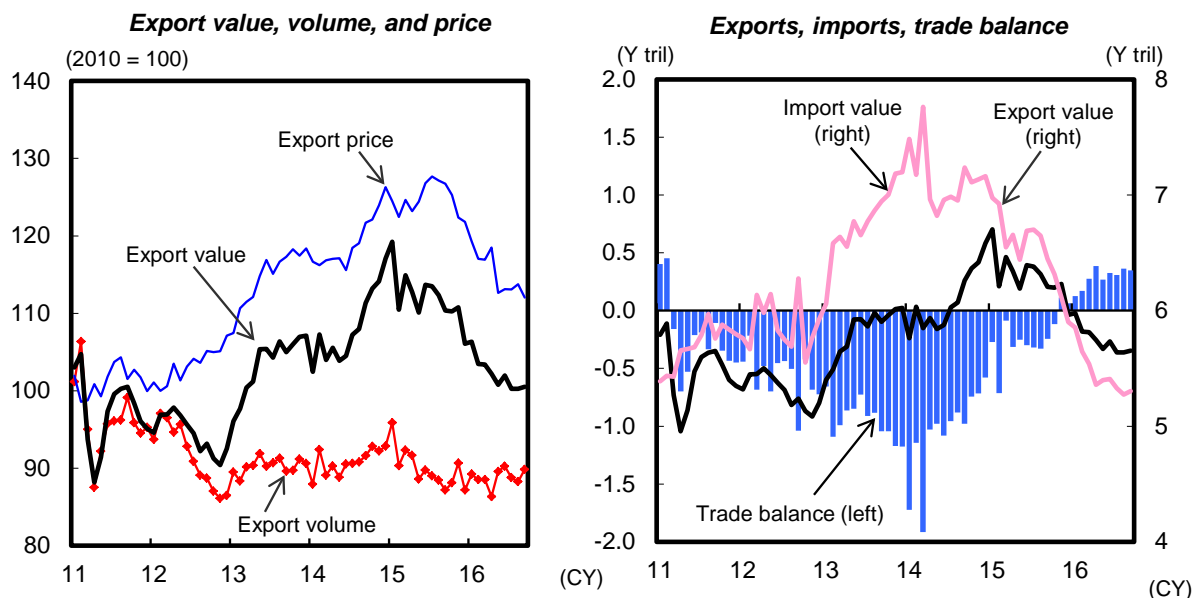 Export value, volume, and price
(2010 = 100)
140
130
120
110
100
90
80
11 12 13 14 15 16
(CY)
Export price
Export value
Export volume
Exports, imports, trade balance
(Y tril)
(Y tril)
2.0
1.5
1.0
0.5
0.0
-0.5
-1.0
-1.5
-2.0
8
7
6
5
4
11 12 13 14 15 16
(CY)
Import value
(right)
Export value
(right)
Trade balance (left)